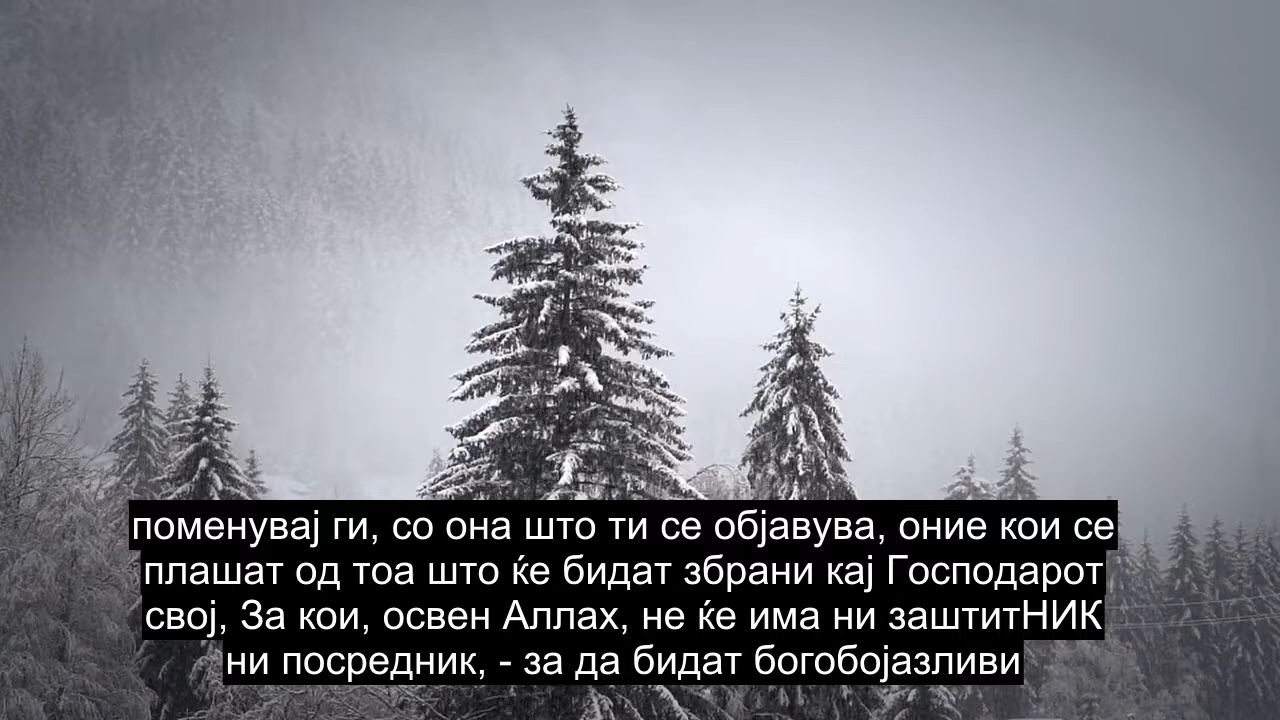 поменувај ги, со она што ти се објавува, оние кои се
плашат од тоа што ќе бидат збрани кај Господарот
свој, За кои, освен Аллах, не ќе има ни заштитНИК
ни посредник, - за да бидат богобојазливи